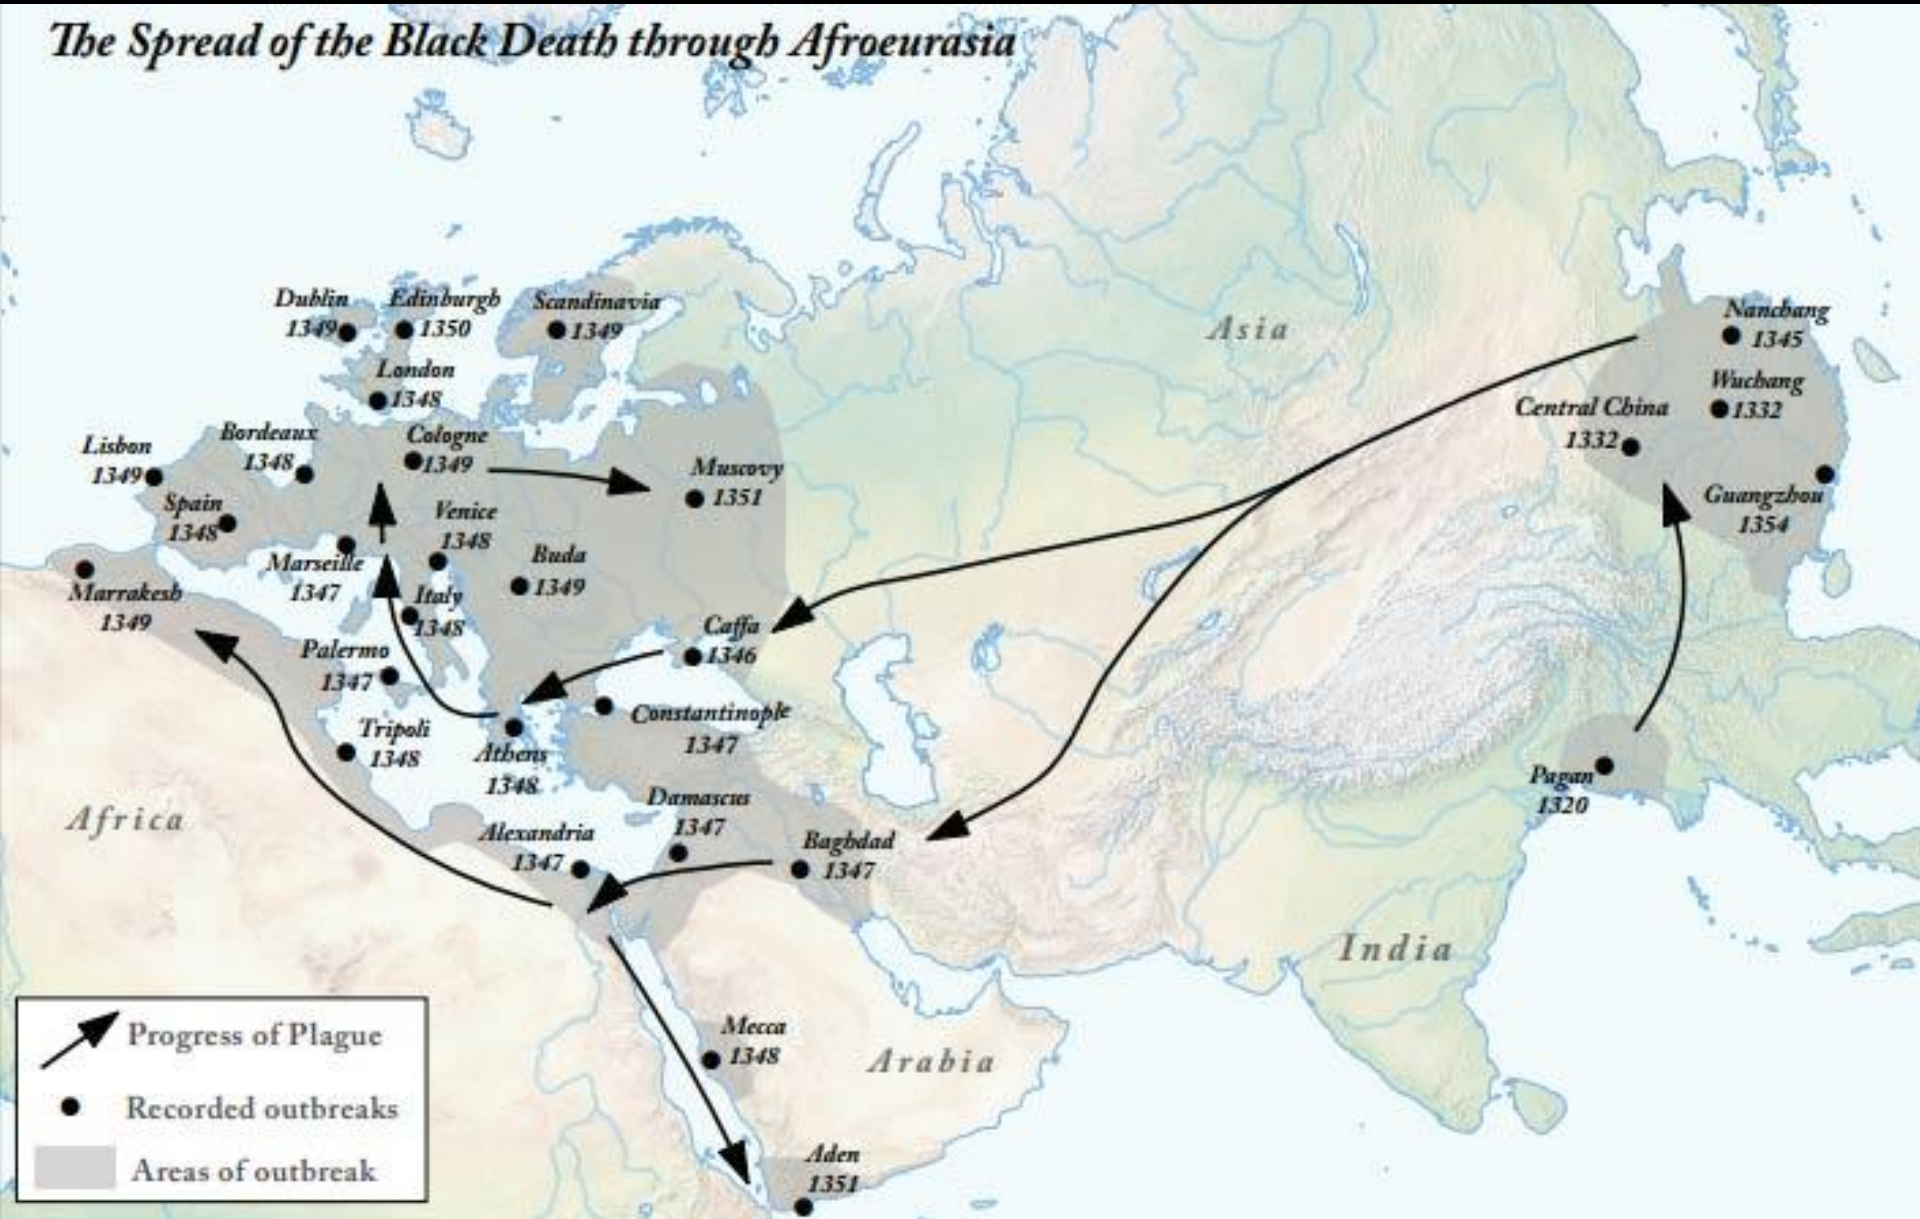 The Spread of the Black Death through Afroeurasia
Dublin
1349
Edinburgh
1350
Scandinavia
1349
London
1348
Lisbon
1349
Bordeaux
1348
Cologne
1349
Muscovy
1351
Spain
1348
Venice
1348
Marseille
1347
Buda
1349
Italy
1348
Marrakesh
1349
Palermo
1347
Caffa
1346
Constantinople
1347
Tripoli
1348
Athens
1348
Damascus
1347
Alexandria
1347
Baghdad
1347
Africa
Asia
Nanchang
1345
Wuchang
1332
Central China
1332
Guangzhou
1354
Pagan
1320
India
Mecca
1348
Arabia
Aden
1351
Progress of Plague
Recorded outbreaks
Areas of outbreak